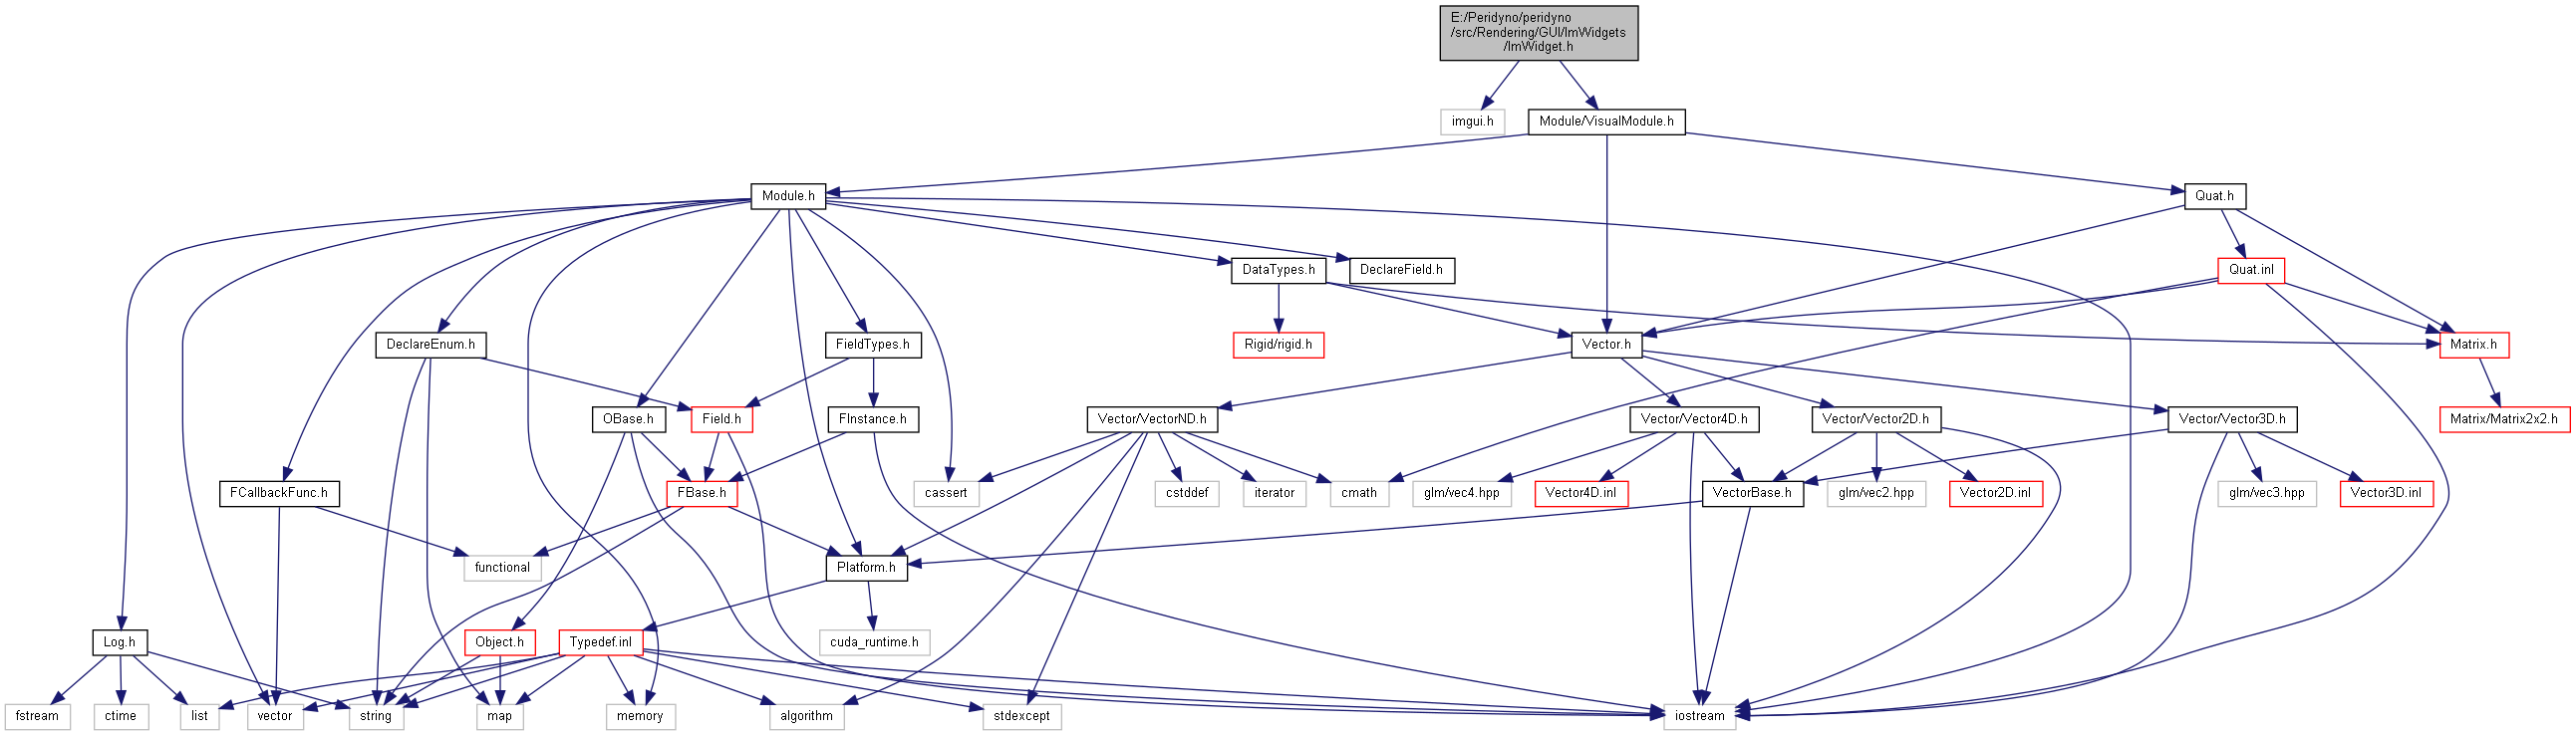 E:/Peridyno/peridyno
/src/Rendering/GUI/ImWidgets
/ImWidget.h
imgui.h
Module/VisualModule.h
Module.h
Quat.h
DataTypes.h
DeclareField.h
Quat.inl
DeclareEnum.h
FieldTypes.h
Rigid/rigid.h
Vector.h
Matrix.h
OBase.h
Field.h
FInstance.h
Vector/VectorND.h
Vector/Vector4D.h
Vector/Vector2D.h
Vector/Vector3D.h
Matrix/Matrix2x2.h
FCallbackFunc.h
FBase.h
cassert
cstddef
iterator
cmath
glm/vec4.hpp
Vector4D.inl
VectorBase.h
glm/vec2.hpp
Vector2D.inl
glm/vec3.hpp
Vector3D.inl
functional
Platform.h
Log.h
Object.h
Typedef.inl
cuda_runtime.h
fstream
ctime
list
vector
string
map
memory
algorithm
stdexcept
iostream